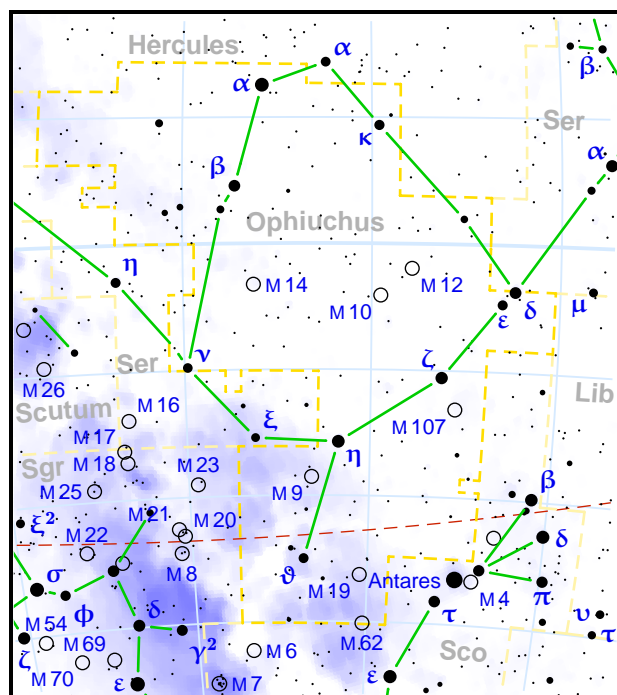 Hercules
α
α
β
κ
Ser
α
β
Ophiuchus
η
M 14
M 12
M 10
δ
ε
μ
Ser
ν
ζ
M 26
Lib
Scutum
M 16
M 107
M 17
ξ
η
Sgr
M 18
M 23
M 9
β
M 25
ξ²
M 21
M 20
M 22
δ
σ
M 8
ϑ
M 19
Antares
M 4
π
φ
δ
τ
υ
M 54
M 62
τ
M 69
γ²
M 6
Sco
ζ
M 70
ε
M 7
ε